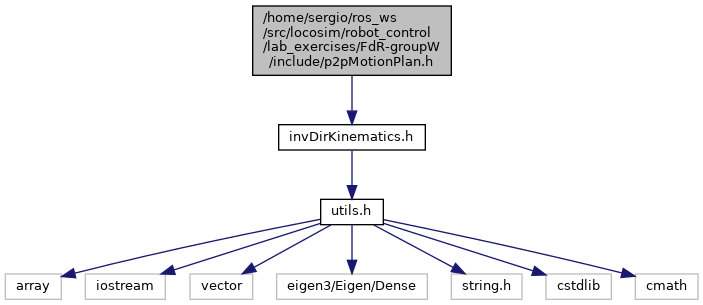 /home/sergio/ros_ws
/src/locosim/robot_control
/lab_exercises/FdR-groupW
/include/p2pMotionPlan.h
invDirKinematics.h
utils.h
array
iostream
vector
eigen3/Eigen/Dense
string.h
cstdlib
cmath